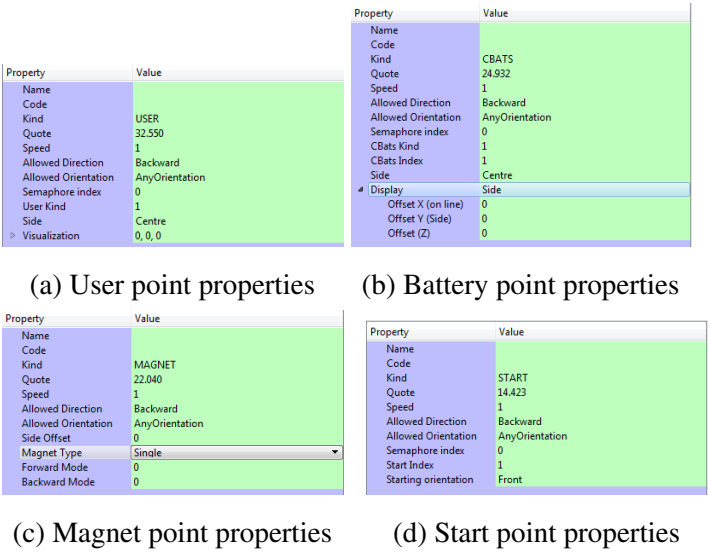 Property Value
Name
Code
Kind USER
Quote 32.550
Speed 1
Allowed Direction Backward
Allowed Orientation AnyOrientation
Semaphore index 0
User Kind 1
Side Centre
Visualization 0, 0, 0
(a) User point properties
Property Value
Name
Code
Kind CBATS
Quote 24.932
Speed 1
Allowed Direction Backward
Allowed Orientation AnyOrientation
Semaphore index 0
CBats Kind 1
CBats Index 1
Side Centre
Display Side
Offset X (on line) 0
Offset Y (Side) 0
Offset (Z) 0
(b) Battery point properties
Property Value
Name
Code
Kind MAGNET
Quote 22.040
Speed 1
Allowed Direction Backward
Allowed Orientation AnyOrientation
Side Offset 0
Magnet Type Single
Forward Mode 0
Backward Mode 0
(c) Magnet point properties
Property Value
Name
Code
Kind START
Quote 14.423
Speed 1
Allowed Direction Backward
Allowed Orientation AnyOrientation
Semaphore index 0
Start Index 1
Starting orientation Front
(d) Start point properties